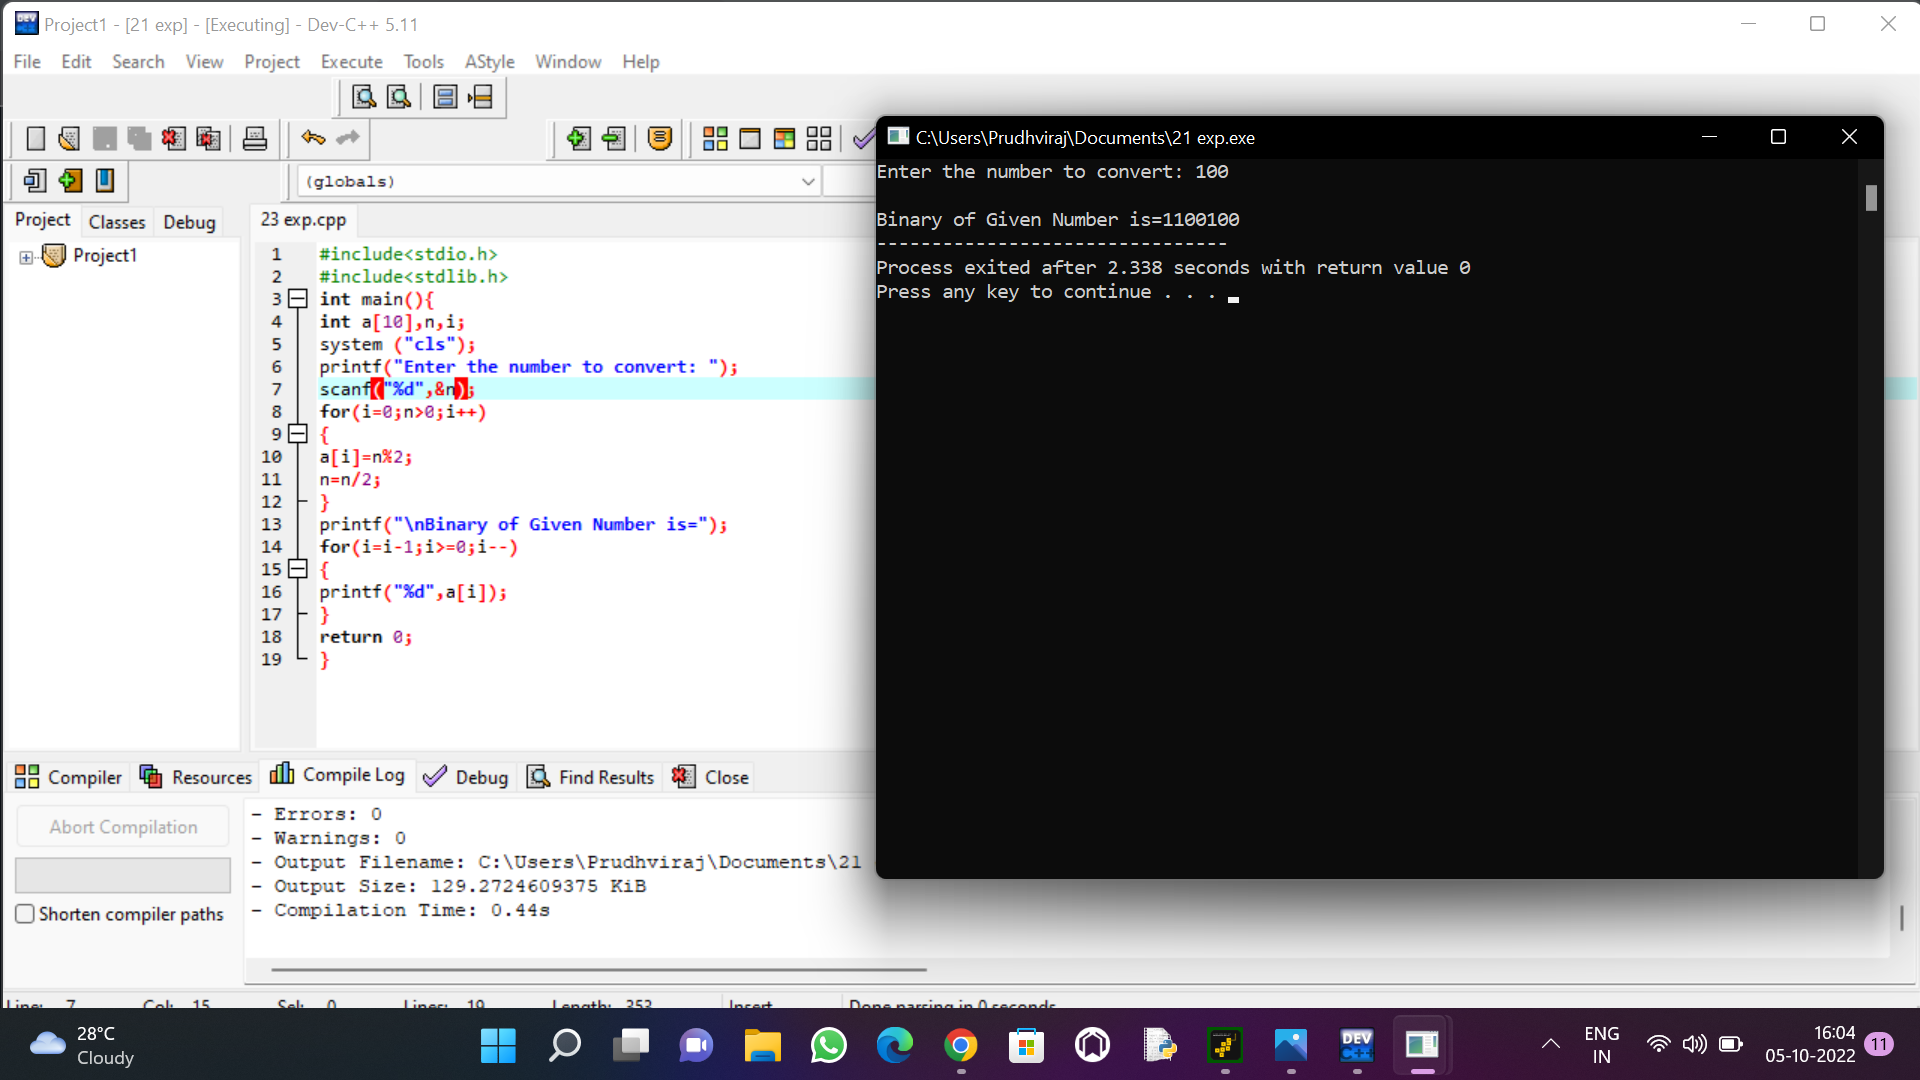 Project1 - [21 exp] - [Executing] - Dev-C++ 5.11
File Edit Search View Project Execute Tools AStyle Window Help
(globals)
Project Classes Debug
Project1
23 exp.cpp
1 #include<stdio.h>
2 #include<stdlib.h>
3 int main(){
4 int a[10],n,i;
5 system ("cls");
6 printf("Enter the number to convert: ");
7 scanf("%d",&n);
8 for(i=0;n>0;i++)
9 {
10 a[i]=n%2;
11 n=n/2;
12 }
13 printf("\nBinary of Given Number is=");
14 for(i=i-1;i>=0;i--)
15 {
16 printf("%d",a[i]);
17 }
18 return 0;
19 }
C:\Users\Prudhviraj\Documents\21 exp.exe
Enter the number to convert: 100
Binary of Given Number is=1100100
--------------------------------
Process exited after 2.338 seconds with return value 0
Press any key to continue . . .
Compiler Resources Compile Log Debug Find Results Close
Abort Compilation
Shorten compiler paths
- Errors: 0
- Warnings: 0
- Output Filename: C:\Users\Prudhviraj\Documents\21
- Output Size: 129.2724609375 KiB
- Compilation Time: 0.44s
Line: 7 Col: 15 Sel: 0 Lines: 19 Length: 353 Insert Done parsing in 0 seconds
28°C
Cloudy
DEV
C++
ENG
IN
16:04
05-10-2022
11